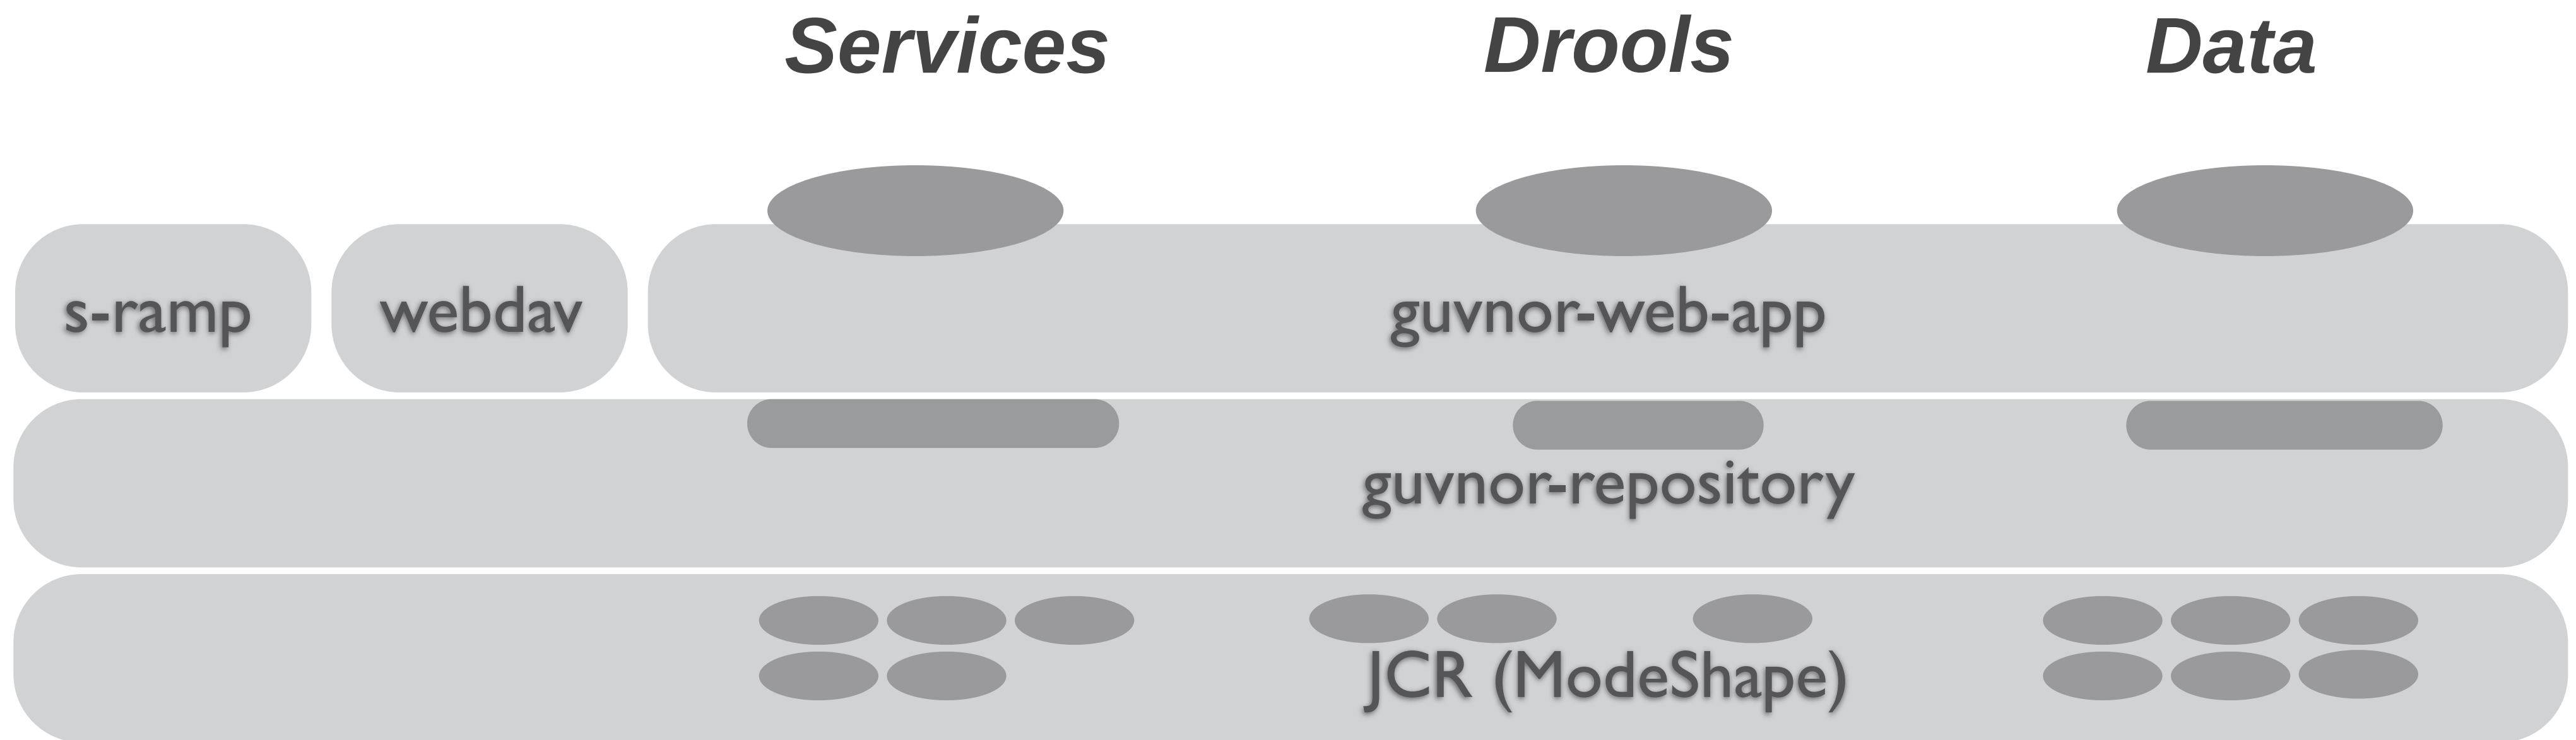 Services Drools Data
s-ramp webdav guvnor-web-app
guvnor-repository
JCR (ModeShape)